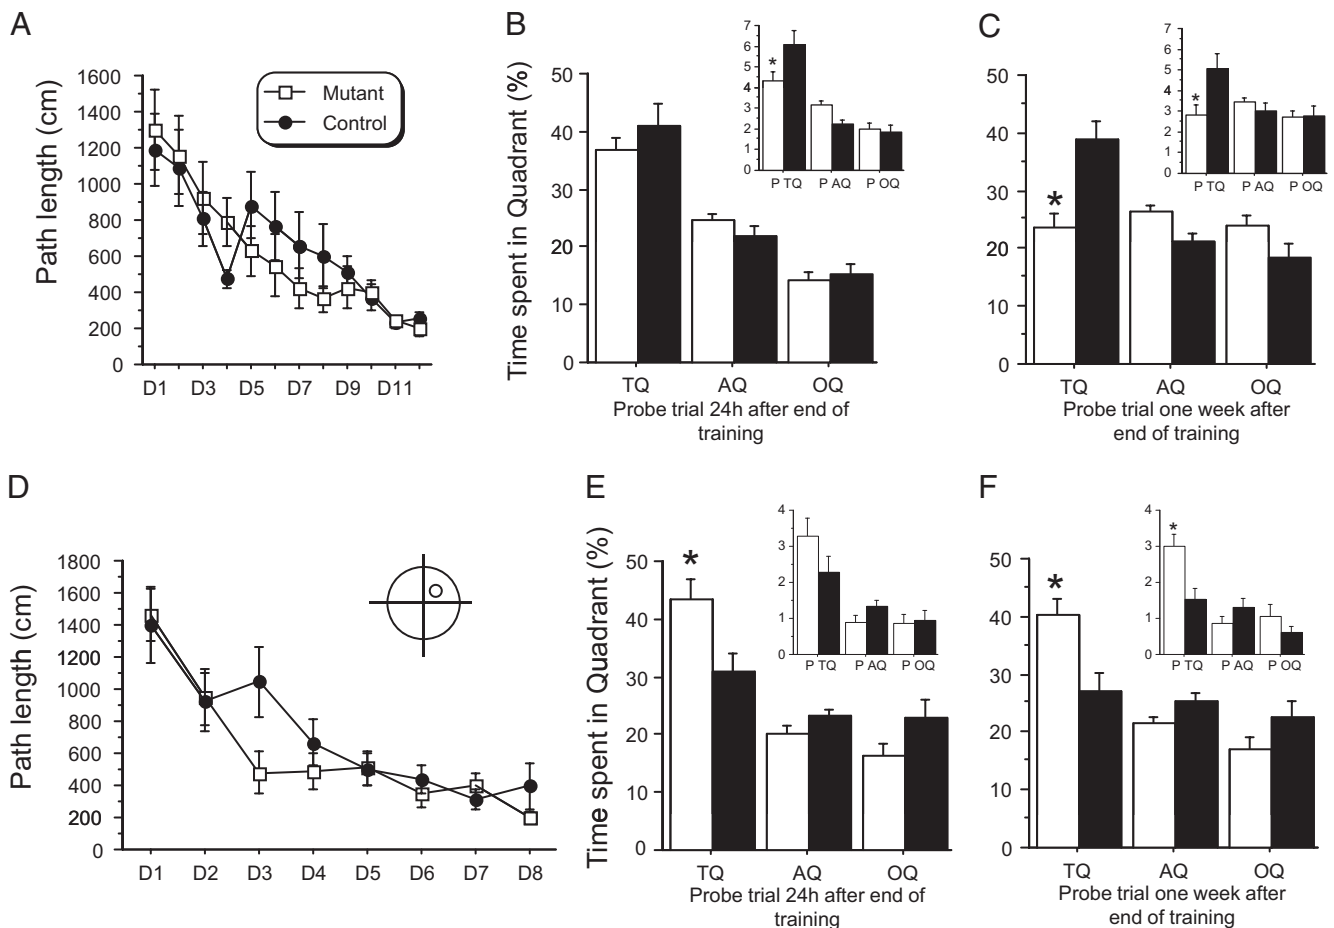 A
Path length (cm)
1600
1400
1200
1000
800
600
400
200
0
D1 D3 D5 D7 D9 D11
Mutant
Control
B
Time spent in Quadrant (%)
50
40
30
20
10
0
TQ AQ OQ
Probe trial 24h after end of
training
7
6
5
4
3
2
1
0
*
P TQ P AQ P OQ
C
50
40
30
20
10
0
*
TQ AQ OQ
Probe trial one week after
end of training
7
6
5
4
3
2
1
0
*
P TQ P AQ P OQ
D
Path length (cm)
1800
1600
1400
1200
1000
800
600
400
200
0
D1 D2 D3 D4 D5 D6 D7 D8
E
Time spent in Quadrant (%)
50
40
30
20
10
0
*
TQ AQ OQ
Probe trial 24h after end of
training
4
3
2
1
0
P TQ P AQ P OQ
F
50
40
30
20
10
0
*
TQ AQ OQ
Probe trial one week after
end of training
4
3
2
1
0
*
P TQ P AQ P OQ